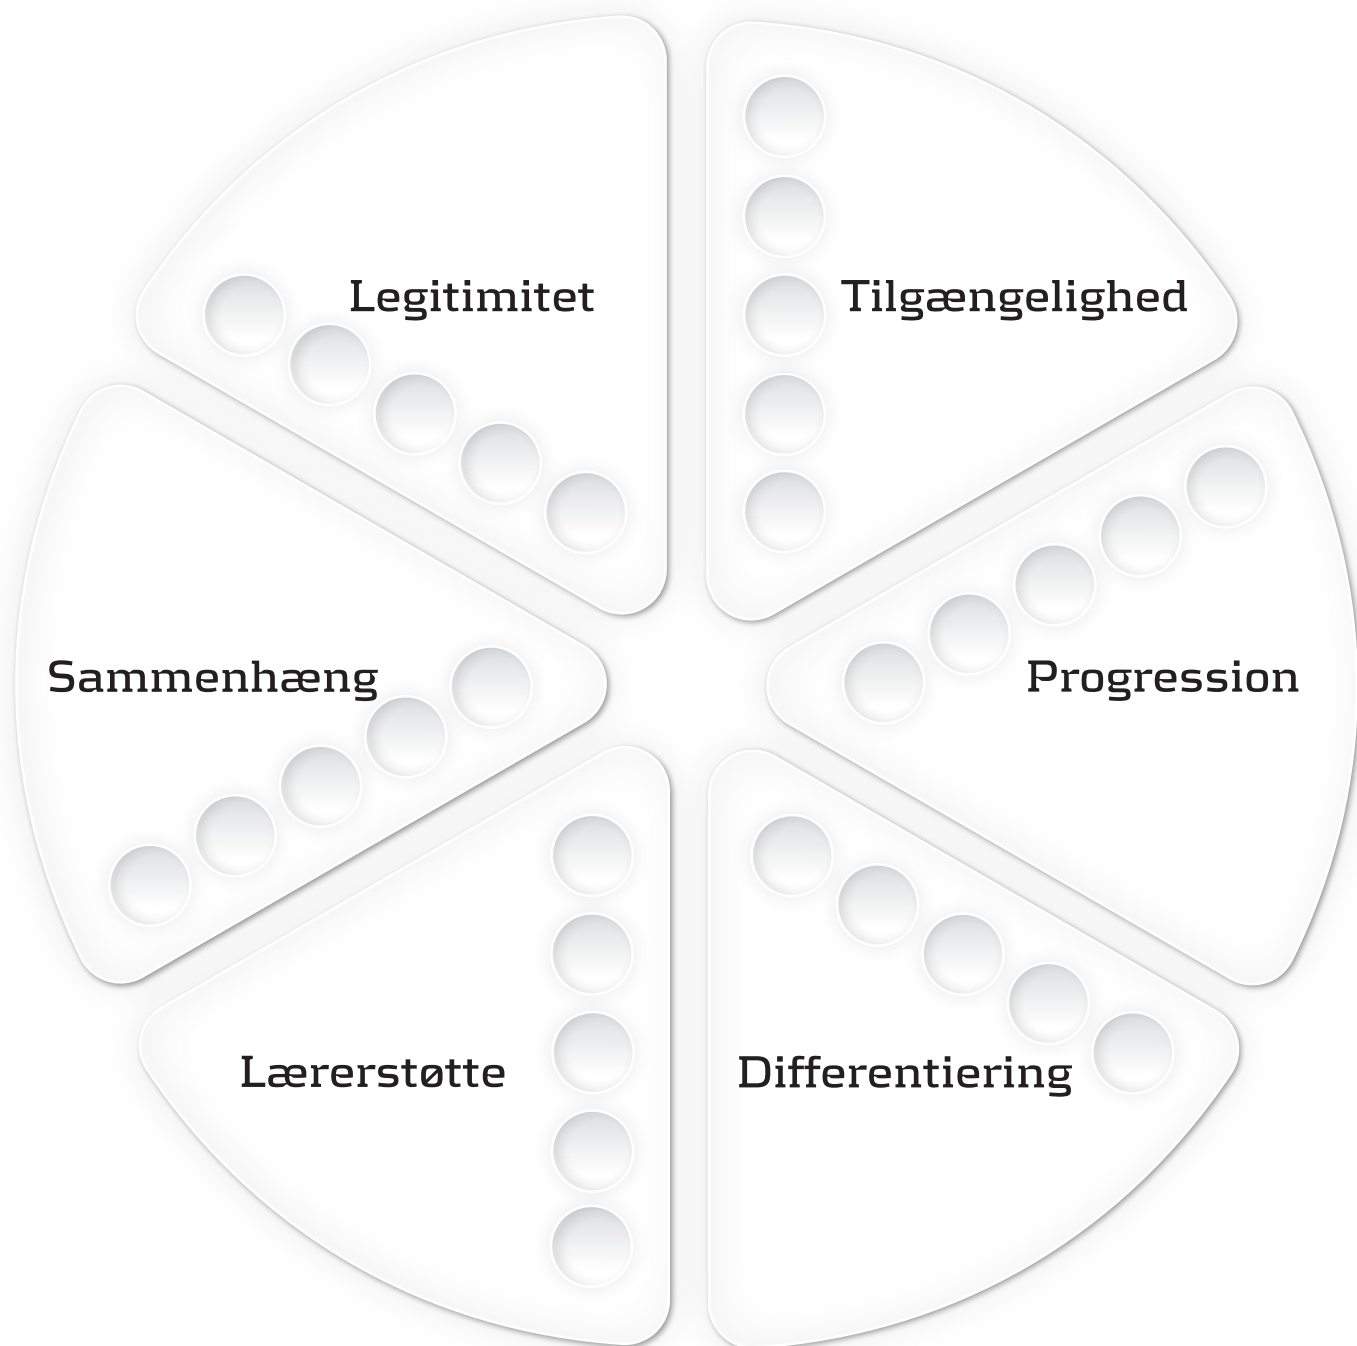 Legitimitet
Tilgængelighed
Sammenhæng
Progression
Lærerstøtte
Differentiering